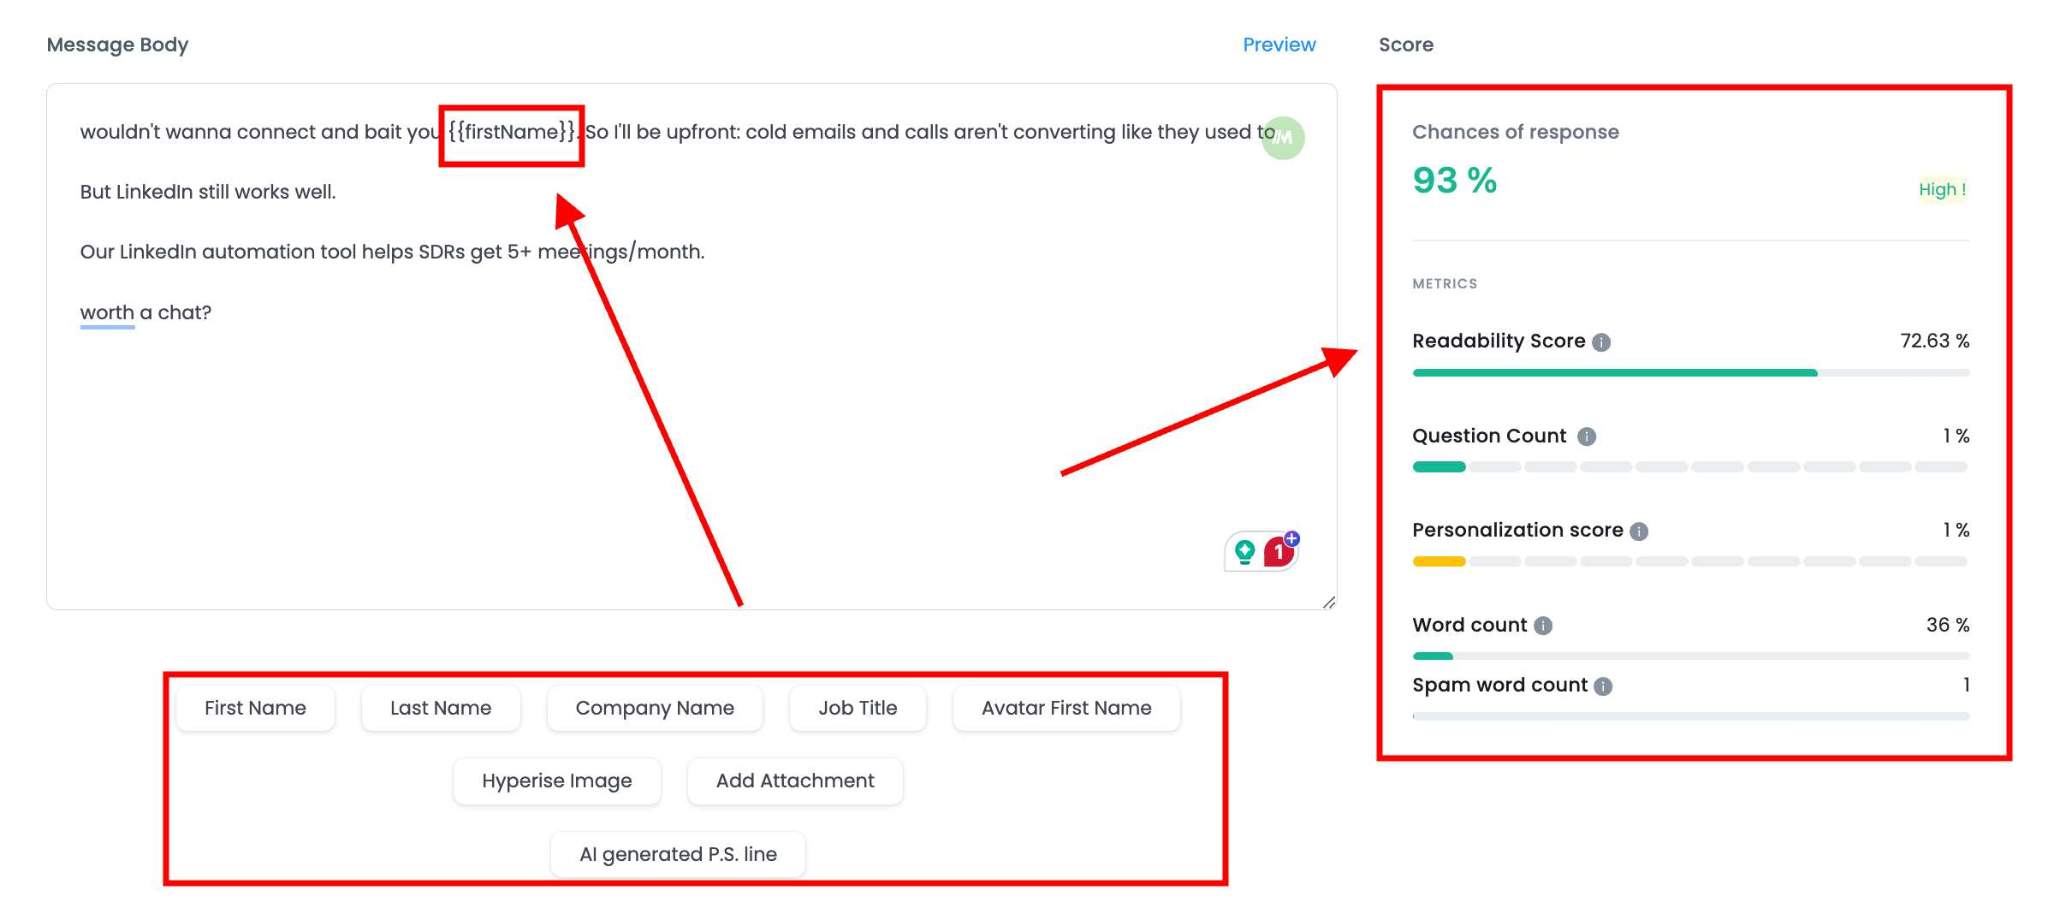 Message Body
Preview
wouldn't wanna connect and bait you {{firstName}}. So I'll be upfront: cold emails and calls aren't converting like they used to
But LinkedIn still works well.
Our LinkedIn automation tool helps SDRs get 5+ meetings/month.
worth a chat?
1
First Name
Last Name
Company Name
Job Title
Avatar First Name
Hyperise Image
Add Attachment
AI generated P.S. line
Score
Chances of response
93 %
High !
METRICS
Readability Score
72.63 %
Question Count
1 %
Personalization score
1 %
Word count
36 %
Spam word count
1